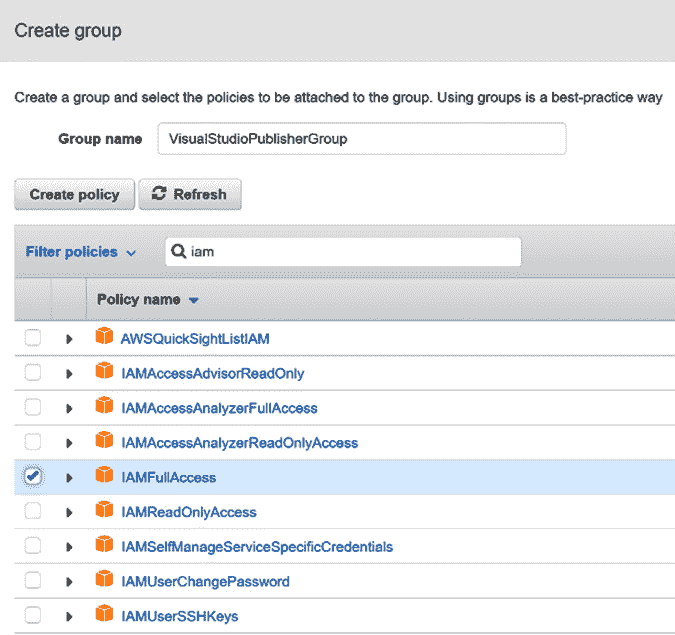 Create group
Create a group and select the policies to be attached to the group. Using groups is a best-practice way
Group name VisualStudioPublisherGroup
Create policy Refresh
Filter policies iam
Policy name
AWSQuickSightListIAM
IAMAccessAdvisorReadOnly
IAMAccessAnalyzerFullAccess
IAMAccessAnalyzerReadOnlyAccess
IAMFullAccess
IAMReadOnlyAccess
IAMSelfManageServiceSpecificCredentials
IAMUserChangePassword
IAMUserSSHKeys